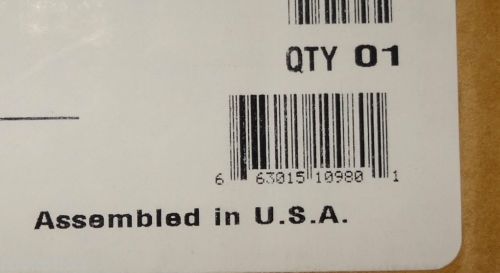 QTY 01
6 63015 10980 1
Assembled in U.S.A.